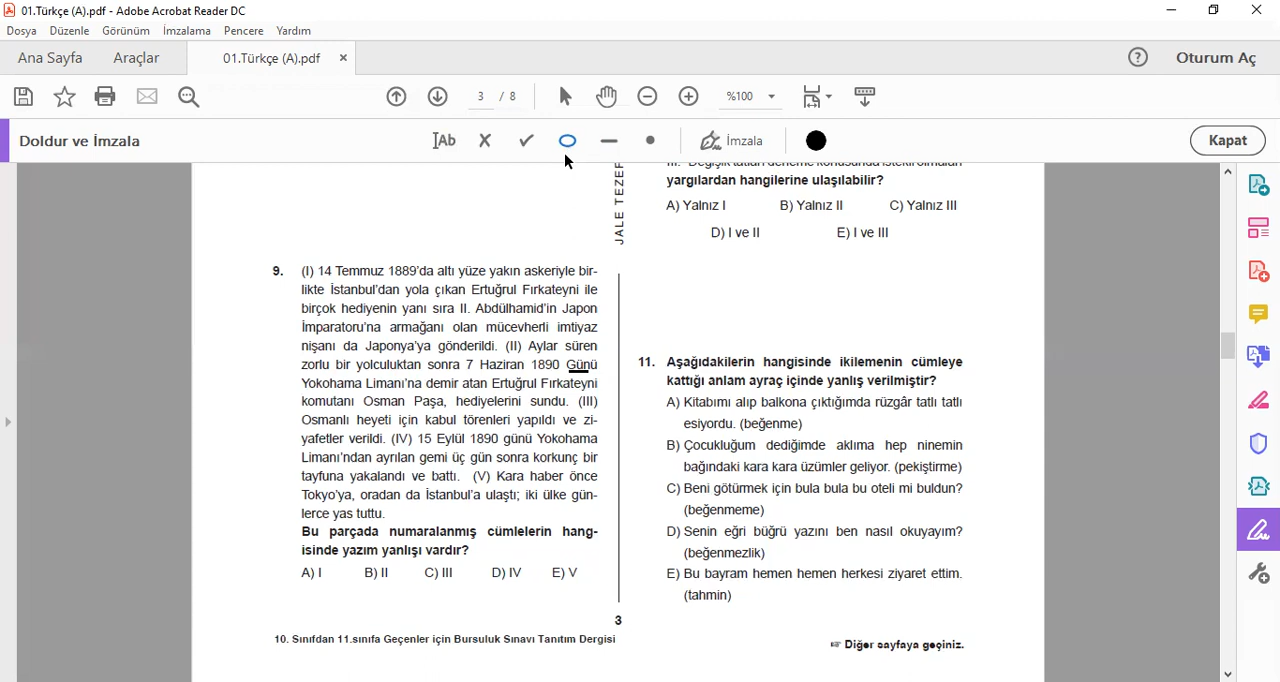 01.Türkçe (A).pdf - Adobe Acrobat Reader DC
Dosya Düzenle Görünüm İmzalama Pencere Yardım
Ana Sayfa Araçlar 01.Türkçe (A).pdf × ? Oturum Aç
3 / 8 %100
Doldur ve İmzala IAb İmzala Kapat
JALE TEZER
9. (I) 14 Temmuz 1889'da altı yüze yakın askeriyle bir-
likte İstanbul'dan yola çıkan Ertuğrul Fırkateyni ile
birçok hediyenin yanı sıra II. Abdülhamid'in Japon
İmparatoru'na armağanı olan mücevherli imtiyaz
nişanı da Japonya'ya gönderildi. (II) Aylar süren
zorlu bir yolculuktan sonra 7 Haziran 1890 Günü
Yokohama Limanı'na demir atan Ertuğrul Fırkateyni
komutanı Osman Paşa, hediyelerini sundu. (III)
Osmanlı heyeti için kabul törenleri yapıldı ve zi-
yafetler verildi. (IV) 15 Eylül 1890 günü Yokohama
Limanı'ndan ayrılan gemi üç gün sonra korkunç bir
tayfuna yakalandı ve battı. (V) Kara haber önce
Tokyo'ya, oradan da İstanbul'a ulaştı; iki ülke gün-
lerce yas tuttu.
Bu parçada numaralanmış cümlelerin hang-
isinde yazım yanlışı vardır?
A) I B) II C) III D) IV E) V
III. Değişik tatları deneme konusunda istekli olmaları
yargılardan hangilerine ulaşılabilir?
A) Yalnız I B) Yalnız II C) Yalnız III
D) I ve II E) I ve III
11. Aşağıdakilerin hangisinde ikilemenin cümleye
kattığı anlam ayraç içinde yanlış verilmiştir?
A) Kitabımı alıp balkona çıktığımda rüzgâr tatlı tatlı
esiyordu. (beğenme)
B) Çocukluğum dediğimde aklıma hep ninemin
bağındaki kara kara üzümler geliyor. (pekiştirme)
C) Beni götürmek için bula bula bu oteli mi buldun?
(beğenmeme)
D) Senin eğri büğrü yazını ben nasıl okuyayım?
(beğenmezlik)
E) Bu bayram hemen hemen herkesi ziyaret ettim.
(tahmin)
3
10. Sınıfdan 11.sınıfa Geçenler için Bursuluk Sınavı Tanıtım Dergisi
☞ Diğer sayfaya geçiniz.